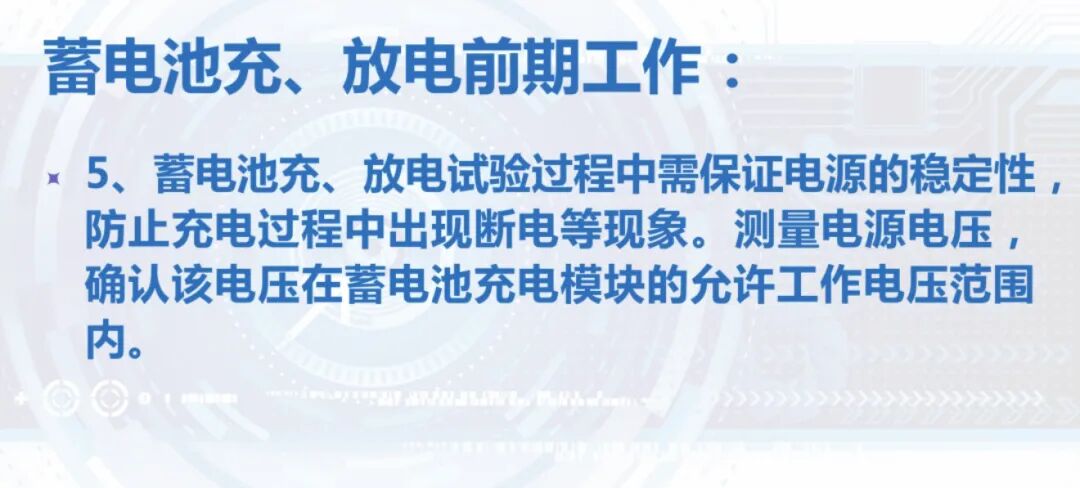 蓄电池充、放电前期工作：
5、蓄电池充、放电试验过程中需保证电源的稳定性，
防止充电过程中出现断电等现象。测量电源电压，
确认该电压在蓄电池充电模块的允许工作电压范围
内。